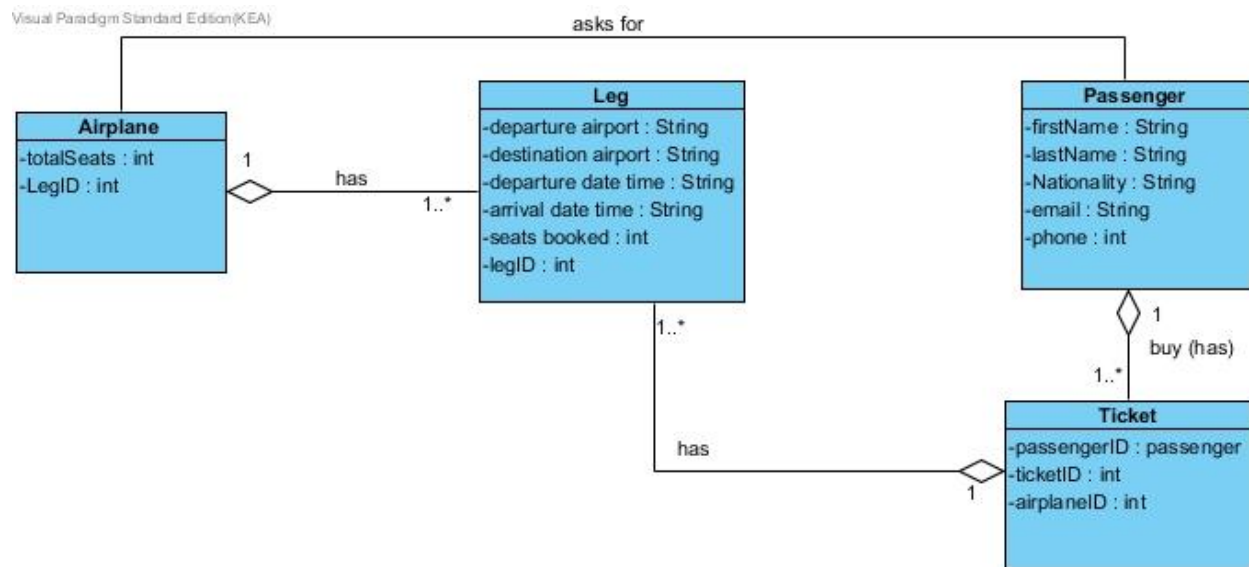 Visual Paradigm Standard Edition(KEA)
asks for
Airplane
-totalSeats : int
-LegID : int
1
has
1..*
Leg
-departure airport : String
-destination airport : String
-departure date time : String
-arrival date time : String
-seats booked : int
-legID : int
Passenger
-firstName : String
-lastName : String
-Nationality : String
-email : String
-phone : int
1
buy (has)
1..*
1..*
has
1
Ticket
-passengerID : passenger
-ticketID : int
-airplaneID : int